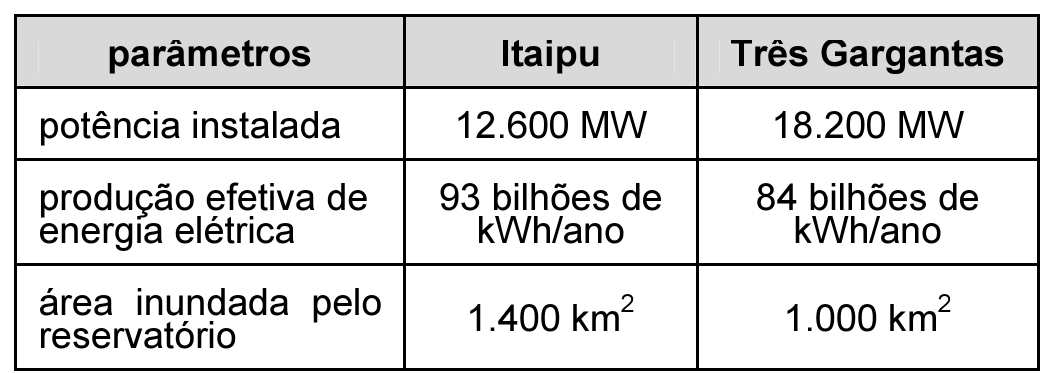 parâmetros Itaipu Três Gargantas
potência instalada 12.600 MW 18.200 MW
produção efetiva de
energia elétrica
93 bilhões de
kWh/ano
84 bilhões de
kWh/ano
área inundada pelo
reservatório
1.400 km²
1.000 km²